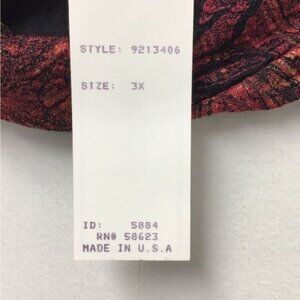 STYLE: 9213406
SIZE: 3X
ID: 5884
RN# 58623
MADE IN U.S.A